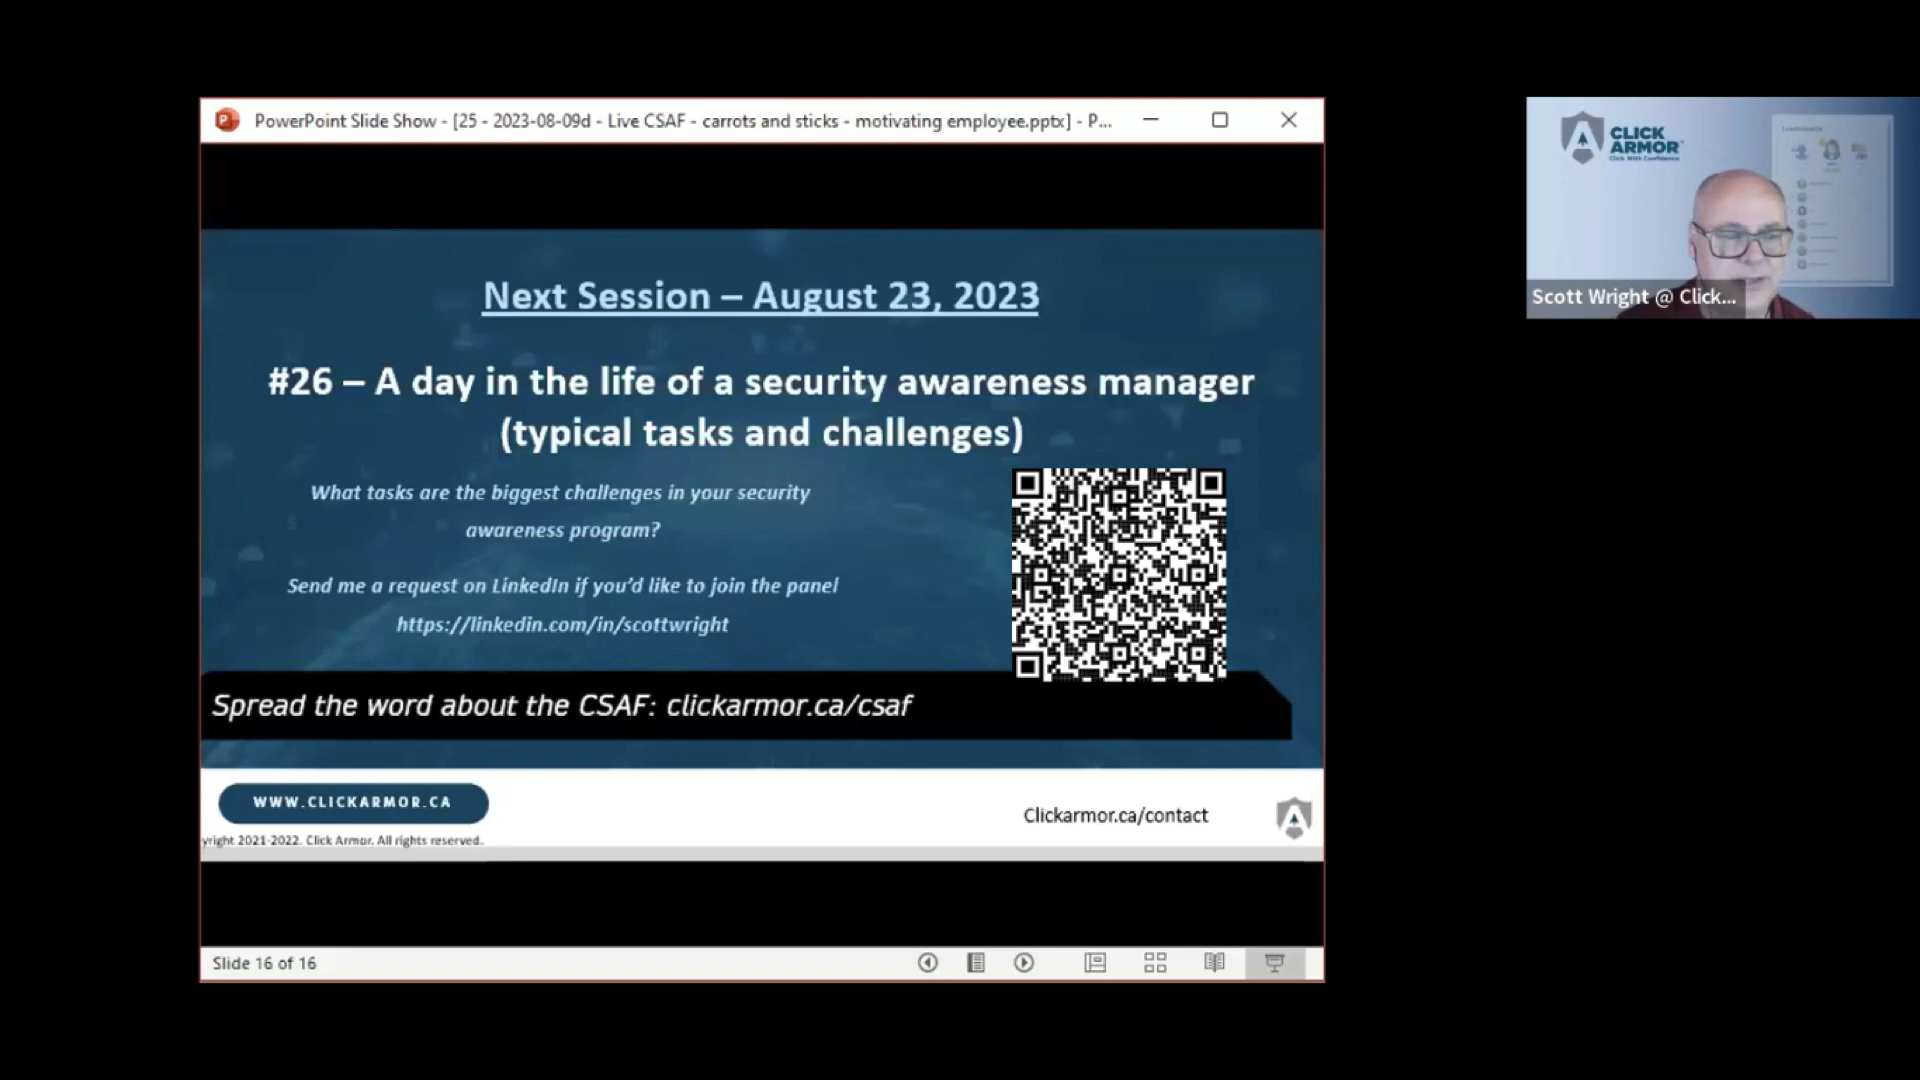 PowerPoint Slide Show - [25 - 2023-08-09d - Live CSAF - carrots and sticks - motivating employee.pptx] - P...
CLICK
ARMOR
Click With Confidence
Scott Wright @ Click...
Next Session – August 23, 2023
#26 – A day in the life of a security awareness manager
(typical tasks and challenges)
What tasks are the biggest challenges in your security
awareness program?
Send me a request on LinkedIn if you'd like to join the panel
https://linkedin.com/in/scottwright
Spread the word about the CSAF: clickarmor.ca/csaf
WWW.CLICKARMOR.CA
Clickarmor.ca/contact
yright 2021-2022. Click Armor. All rights reserved.
Slide 16 of 16